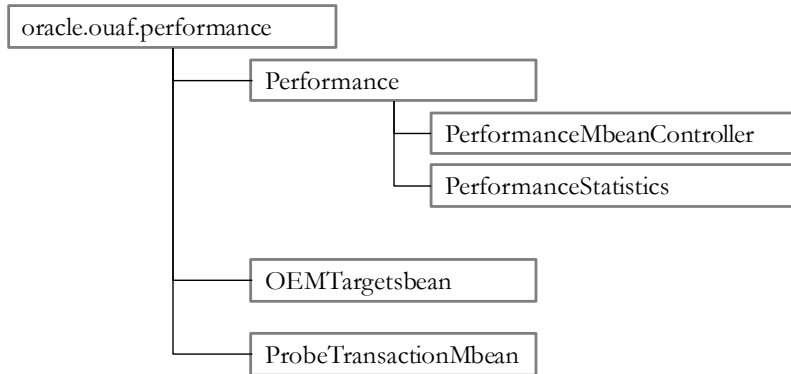 oracle.ouaf.performance
Performance
PerformanceMbeanController
PerformanceStatistics
OEMTargetsbean
ProbeTransactionMbean